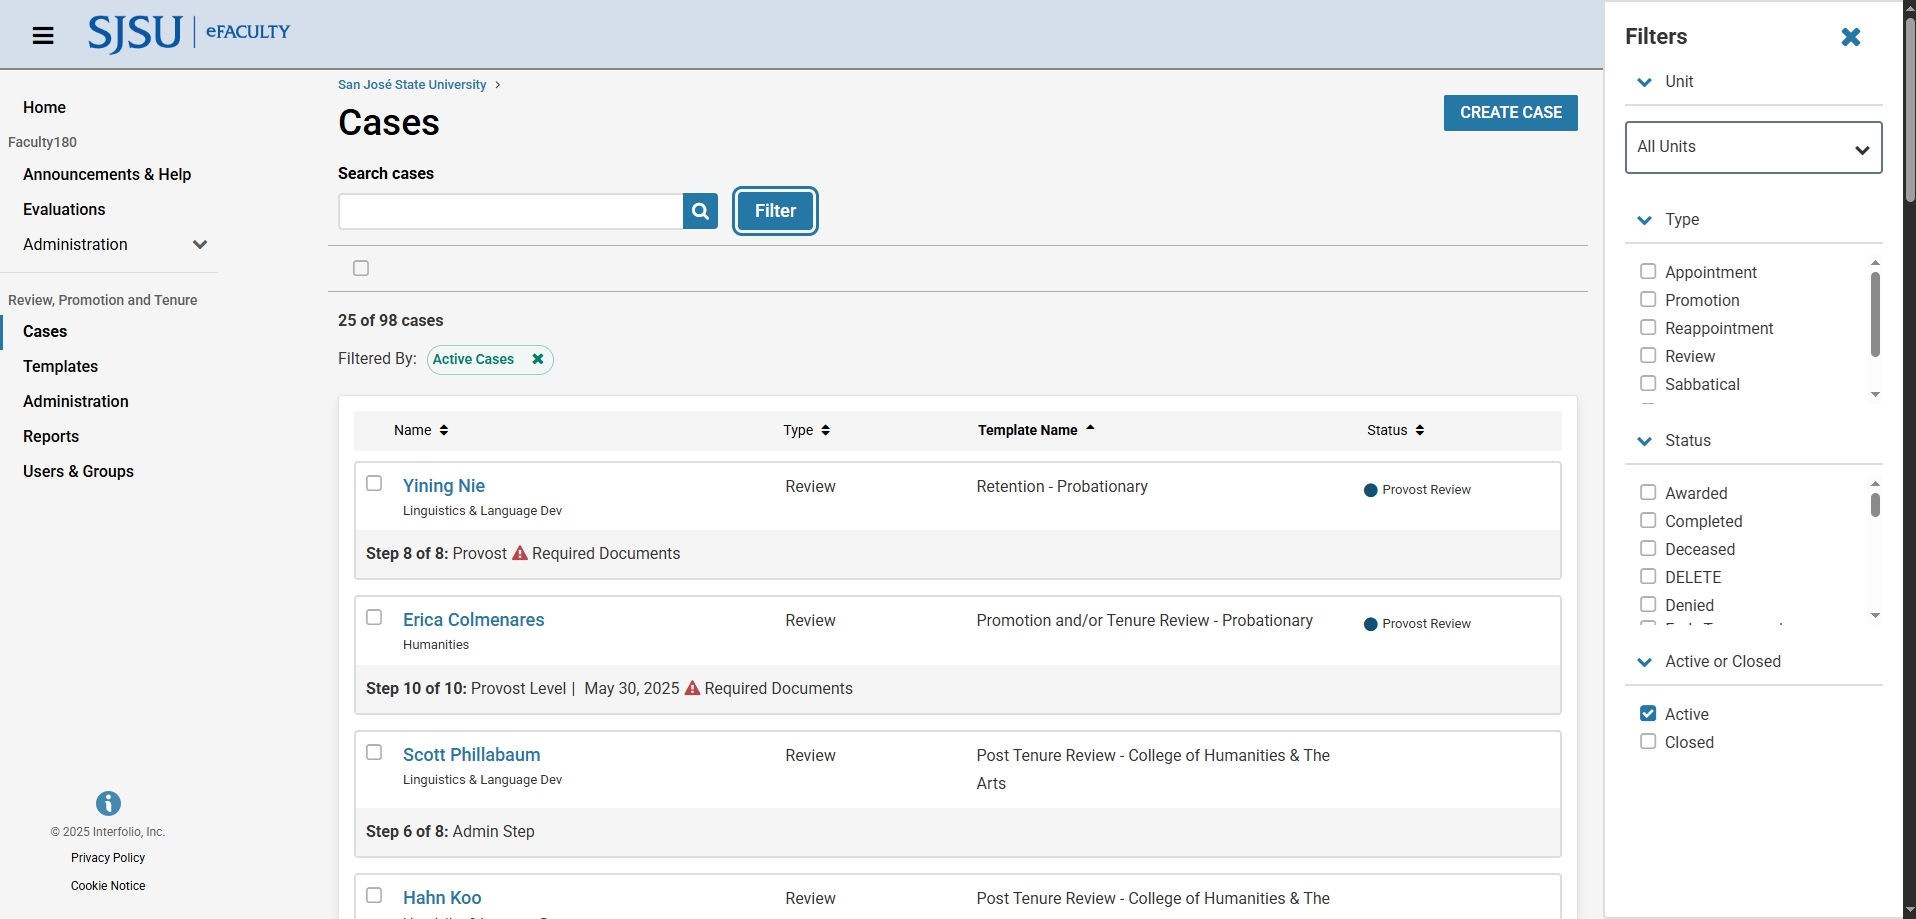 SJSU | eFACULTY
Home
Faculty180
Announcements & Help
Evaluations
Administration
Review, Promotion and Tenure
Cases
Templates
Administration
Reports
Users & Groups
© 2025 Interfolio, Inc.
Privacy Policy
Cookie Notice
San José State University >
Cases
CREATE CASE
Search cases
Filter
25 of 98 cases
Filtered By: Active Cases
Name Type Template Name Status
Yining Nie Review Retention - Probationary Provost Review
Linguistics & Language Dev
Step 8 of 8: Provost Required Documents
Erica Colmenares Review Promotion and/or Tenure Review - Probationary Provost Review
Humanities
Step 10 of 10: Provost Level | May 30, 2025 Required Documents
Scott Phillabaum Review Post Tenure Review - College of Humanities & The
Arts
Linguistics & Language Dev
Step 6 of 8: Admin Step
Hahn Koo Review Post Tenure Review - College of Humanities & The
Filters
Unit
All Units
Type
Appointment
Promotion
Reappointment
Review
Sabbatical
Status
Awarded
Completed
Deceased
DELETE
Denied
Active or Closed
Active
Closed